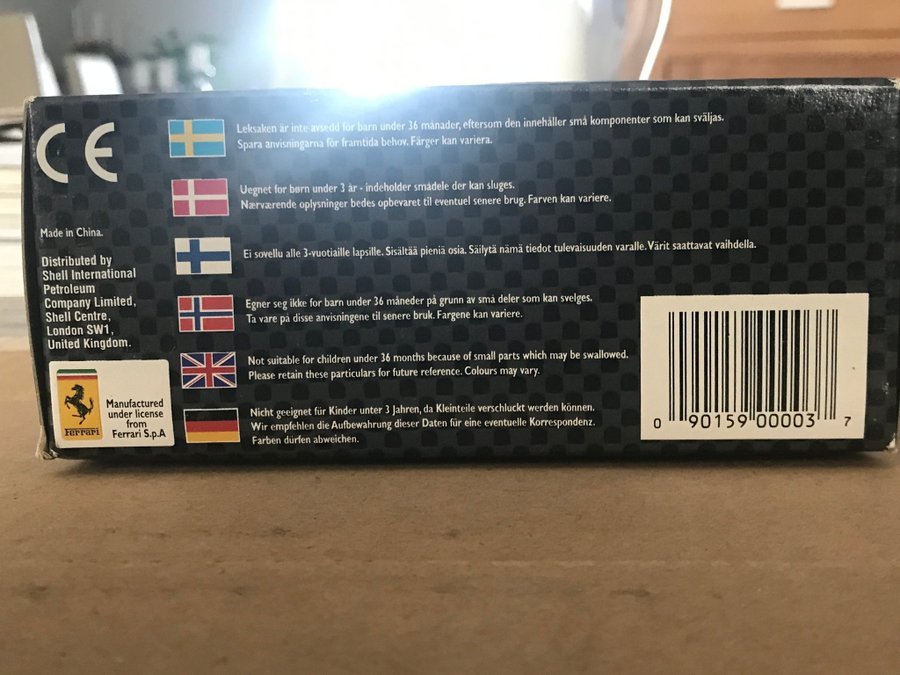 CE
Made in China.
Distributed by
Shell International
Petroleum
Company Limited,
Shell Centre,
London SW1,
United Kingdom.
Ferrari
Manufactured
under license
from
Ferrari S.p.A
Leksaken är inte avsedd för barn under 36 månader, eftersom den innehåller små komponenter som kan sväljas.
Spara anvisningarna för framtida behov. Färger kan variera.
Uegnet for børn under 3 år - indeholder smådele der kan sluges.
Nærværende oplysninger bedes opbevaret til eventuel senere brug. Farven kan variere.
Ei sovellu alle 3-vuotiaille lapsille. Sisältää pieniä osia. Säilytä nämä tiedot tulevaisuuden varalle. Värit saattavat vaihdella.
Egner seg ikke for barn under 36 måneder på grunn av små deler som kan svelges.
Ta vare på disse anvisningene til senere bruk. Fargene kan variere.
Not suitable for children under 36 months because of small parts which may be swallowed.
Please retain these particulars for future reference. Colours may vary.
Nicht geeignet für Kinder unter 3 Jahren, da Kleinteile verschluckt werden können.
Wir empfehlen die Aufbewahrung dieser Daten für eine eventuelle Korrespondenz.
Farben dürfen abweichen.
0 90159 00003 7